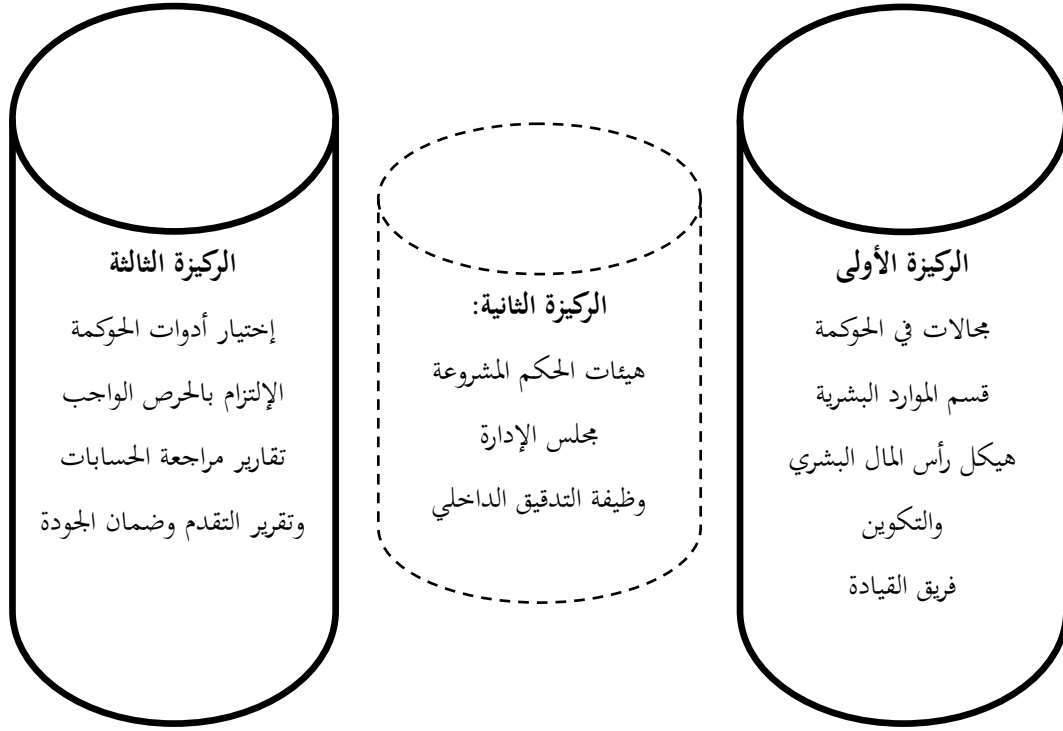 الركيزة الأولى
مجالات في الحوكمة
قسم الموارد البشرية
هيكل رأس المال البشري
والتكوين
فريق القيادة
الركيزة الثانية:
هيئات الحكم المشروعة
مجلس الإدارة
وظيفة التدقيق الداخلي
الركيزة الثالثة
إختيار أدوات الحوكمة
الإلتزام بالحرص الواجب
تقارير مراجعة الحسابات
وتقرير التقدم وضمان الجودة